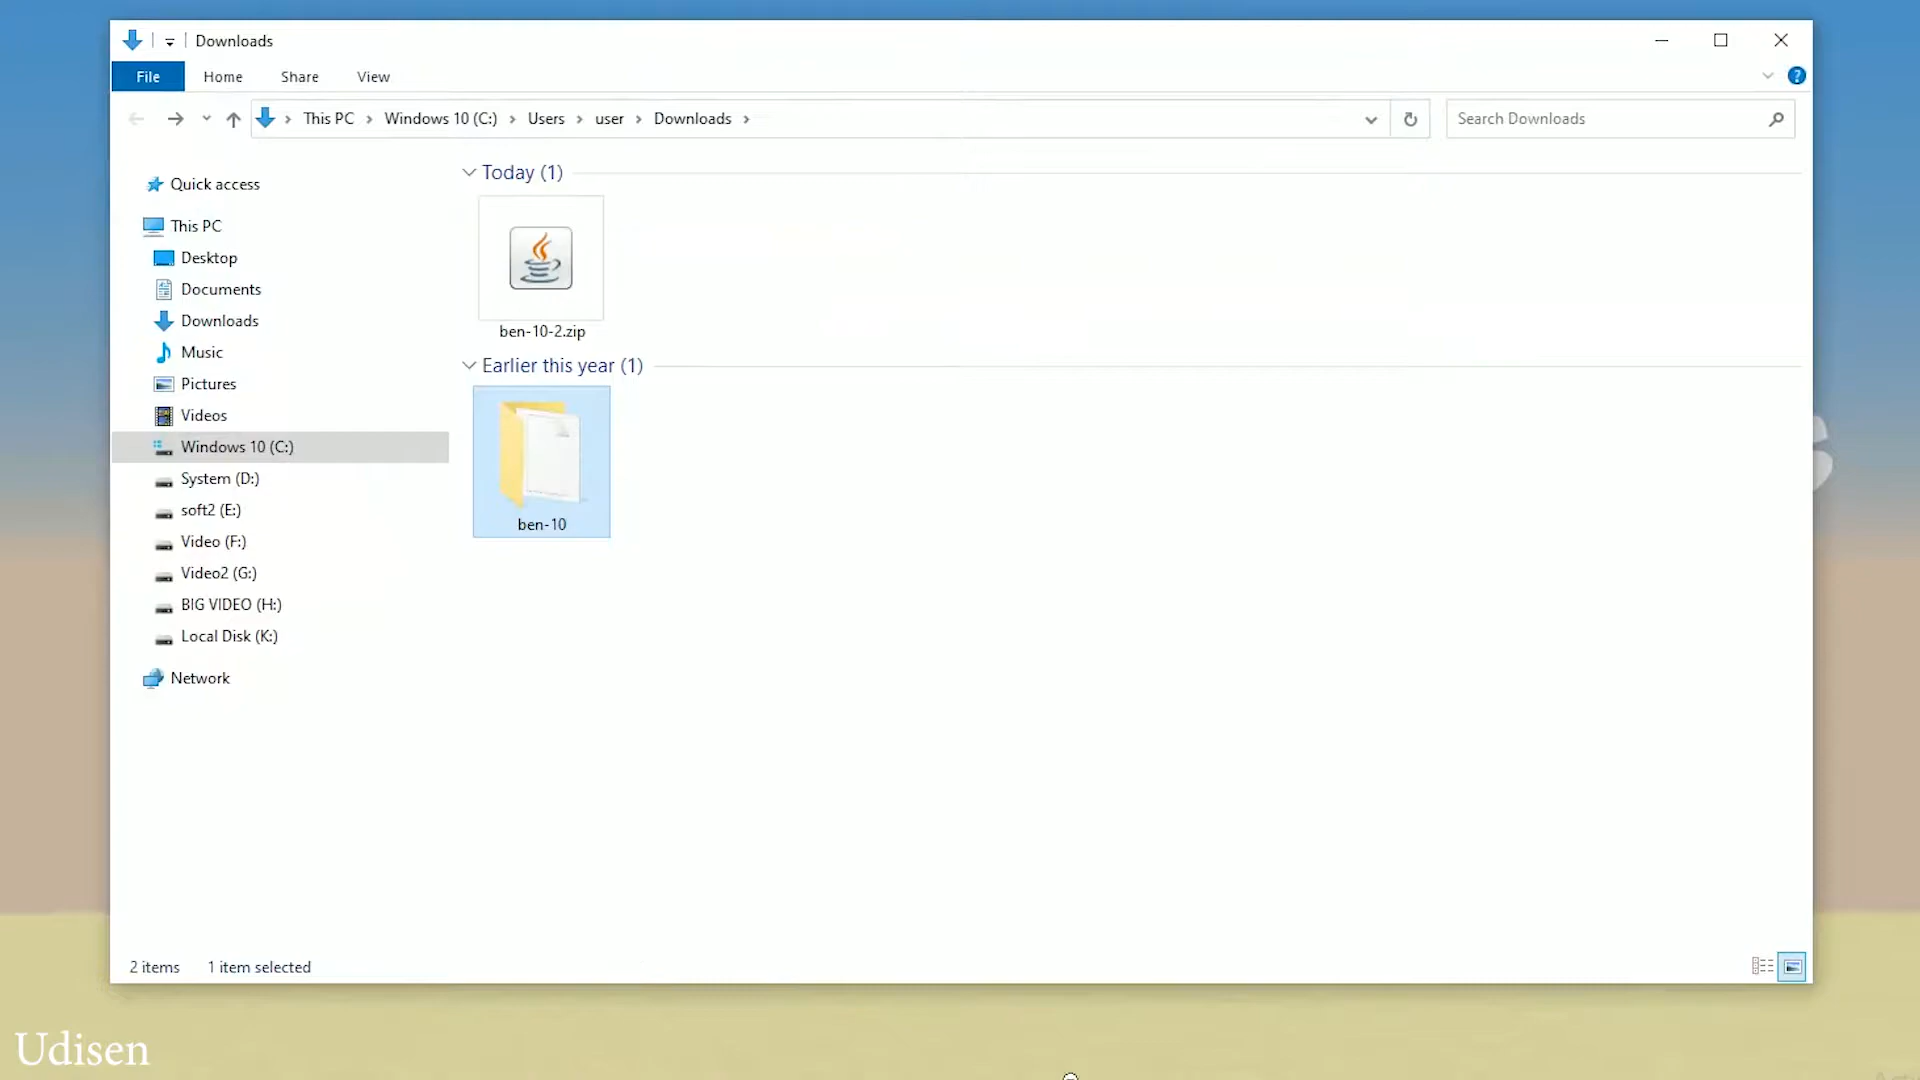 Downloads
File Home Share View
This PC Windows 10 (C:) Users user Downloads
Search Downloads
Quick access
This PC
Desktop
Documents
Downloads
Music
Pictures
Videos
Windows 10 (C:)
System (D:)
soft2 (E:)
Video (F:)
Video2 (G:)
BIG VIDEO (H:)
Local Disk (K:)
Network
Today (1)
ben-10-2.zip
Earlier this year (1)
ben-10
2 items 1 item selected
Udisen